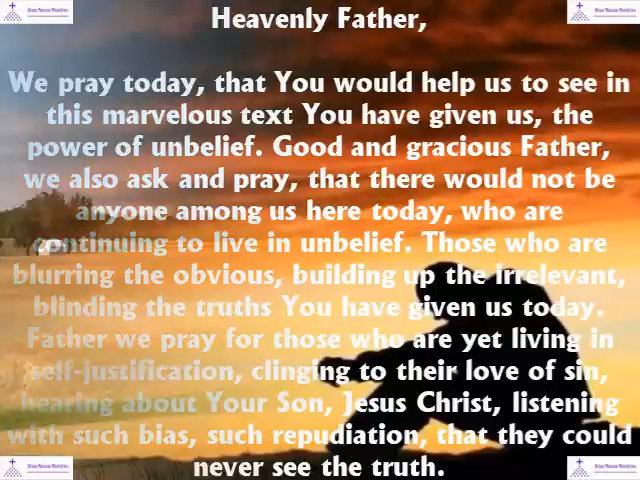 Heavenly Father,
We pray today, that You would help us to see in
this marvelous text You have given us, the
power of unbelief. Good and gracious Father,
we also ask and pray, that there would not be
anyone among us here today, who are
continuing to live in unbelief. Those who are
blurring the obvious, building up the irrelevant,
blinding the truths You have given us today.
Father we pray for those who are yet living in
self-justification, clinging to their love of sin,
hearing about Your Son, Jesus Christ, listening
with such bias, such repudiation, that they could
never see the truth.